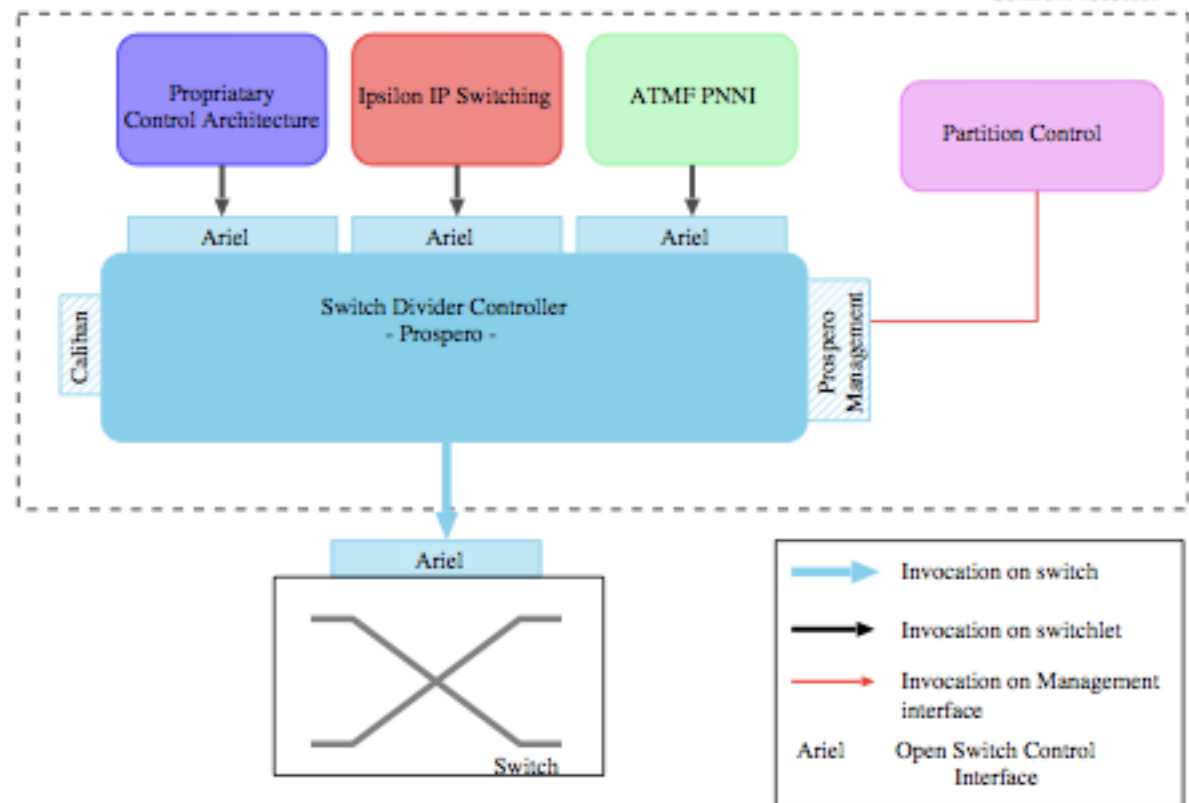 Propriatary
Control Architecture
Ipsilon IP Switching
ATMF PNNI
Partition Control
Ariel
Ariel
Ariel
Switch Divider Controller
- Prospero -
Caliban
Prospero
Management
Ariel
Switch
Invocation on switch
Invocation on switchlet
Invocation on Management
interface
Ariel Open Switch Control
Interface